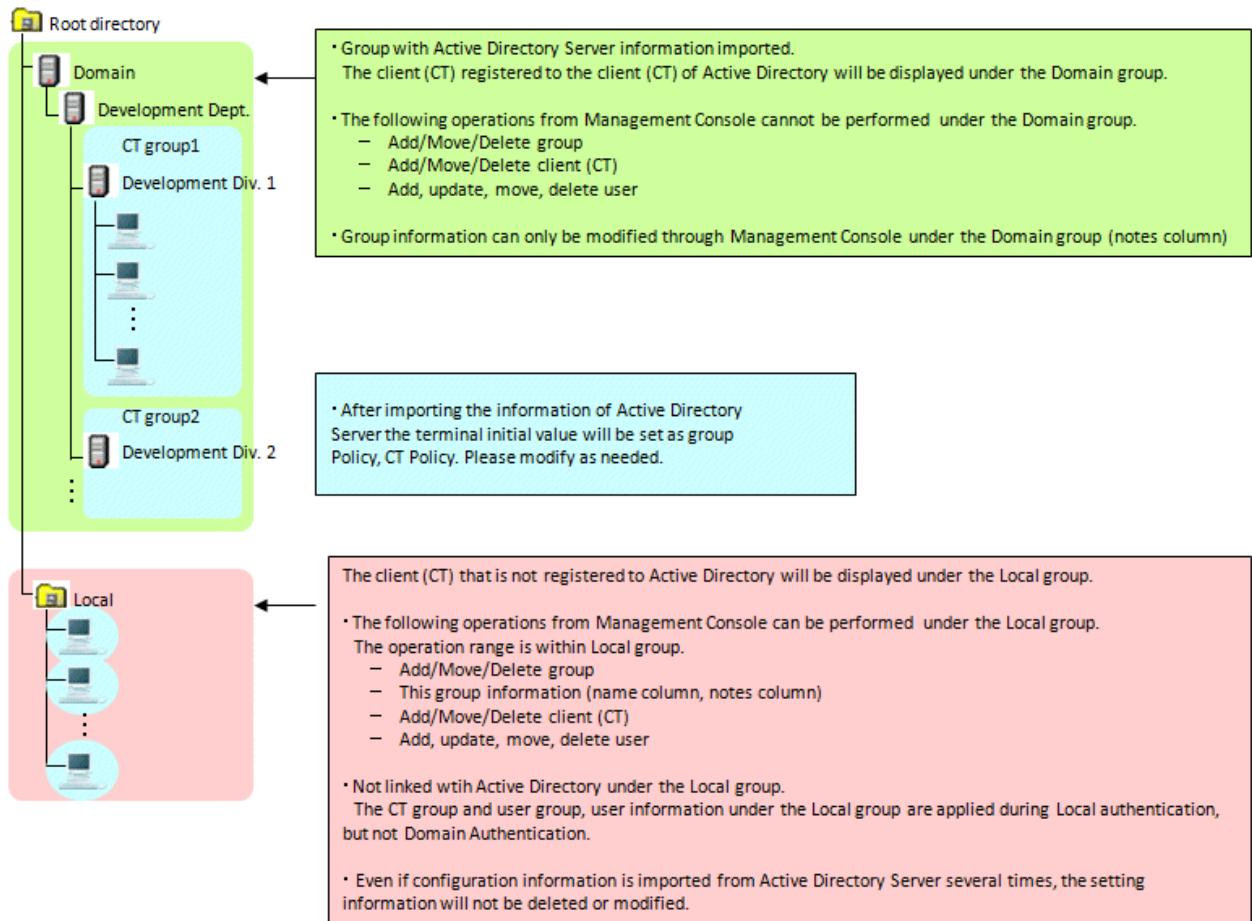 Root directory
Domain
Development Dept.
CT group1
Development Div. 1
CT group2
Development Div. 2
Local
・Group with Active Directory Server information imported.
The client (CT) registered to the client (CT) of Active Directory will be displayed under the Domain group.
・The following operations from Management Console cannot be performed under the Domain group.
– Add/Move/Delete group
– Add/Move/Delete client (CT)
– Add, update, move, delete user
・Group information can only be modified through Management Console under the Domain group (notes column)
・After importing the information of Active Directory
Server the terminal initial value will be set as group
Policy, CT Policy. Please modify as needed.
The client (CT) that is not registered to Active Directory will be displayed under the Local group.
・The following operations from Management Console can be performed under the Local group.
The operation range is within Local group.
– Add/Move/Delete group
– This group information (name column, notes column)
– Add/Move/Delete client (CT)
– Add, update, move, delete user
・Not linked wtih Active Directory under the Local group.
The CT group and user group, user information under the Local group are applied during Local authentication,
but not Domain Authentication.
・Even if configuration information is imported from Active Directory Server several times, the setting
information will not be deleted or modified.